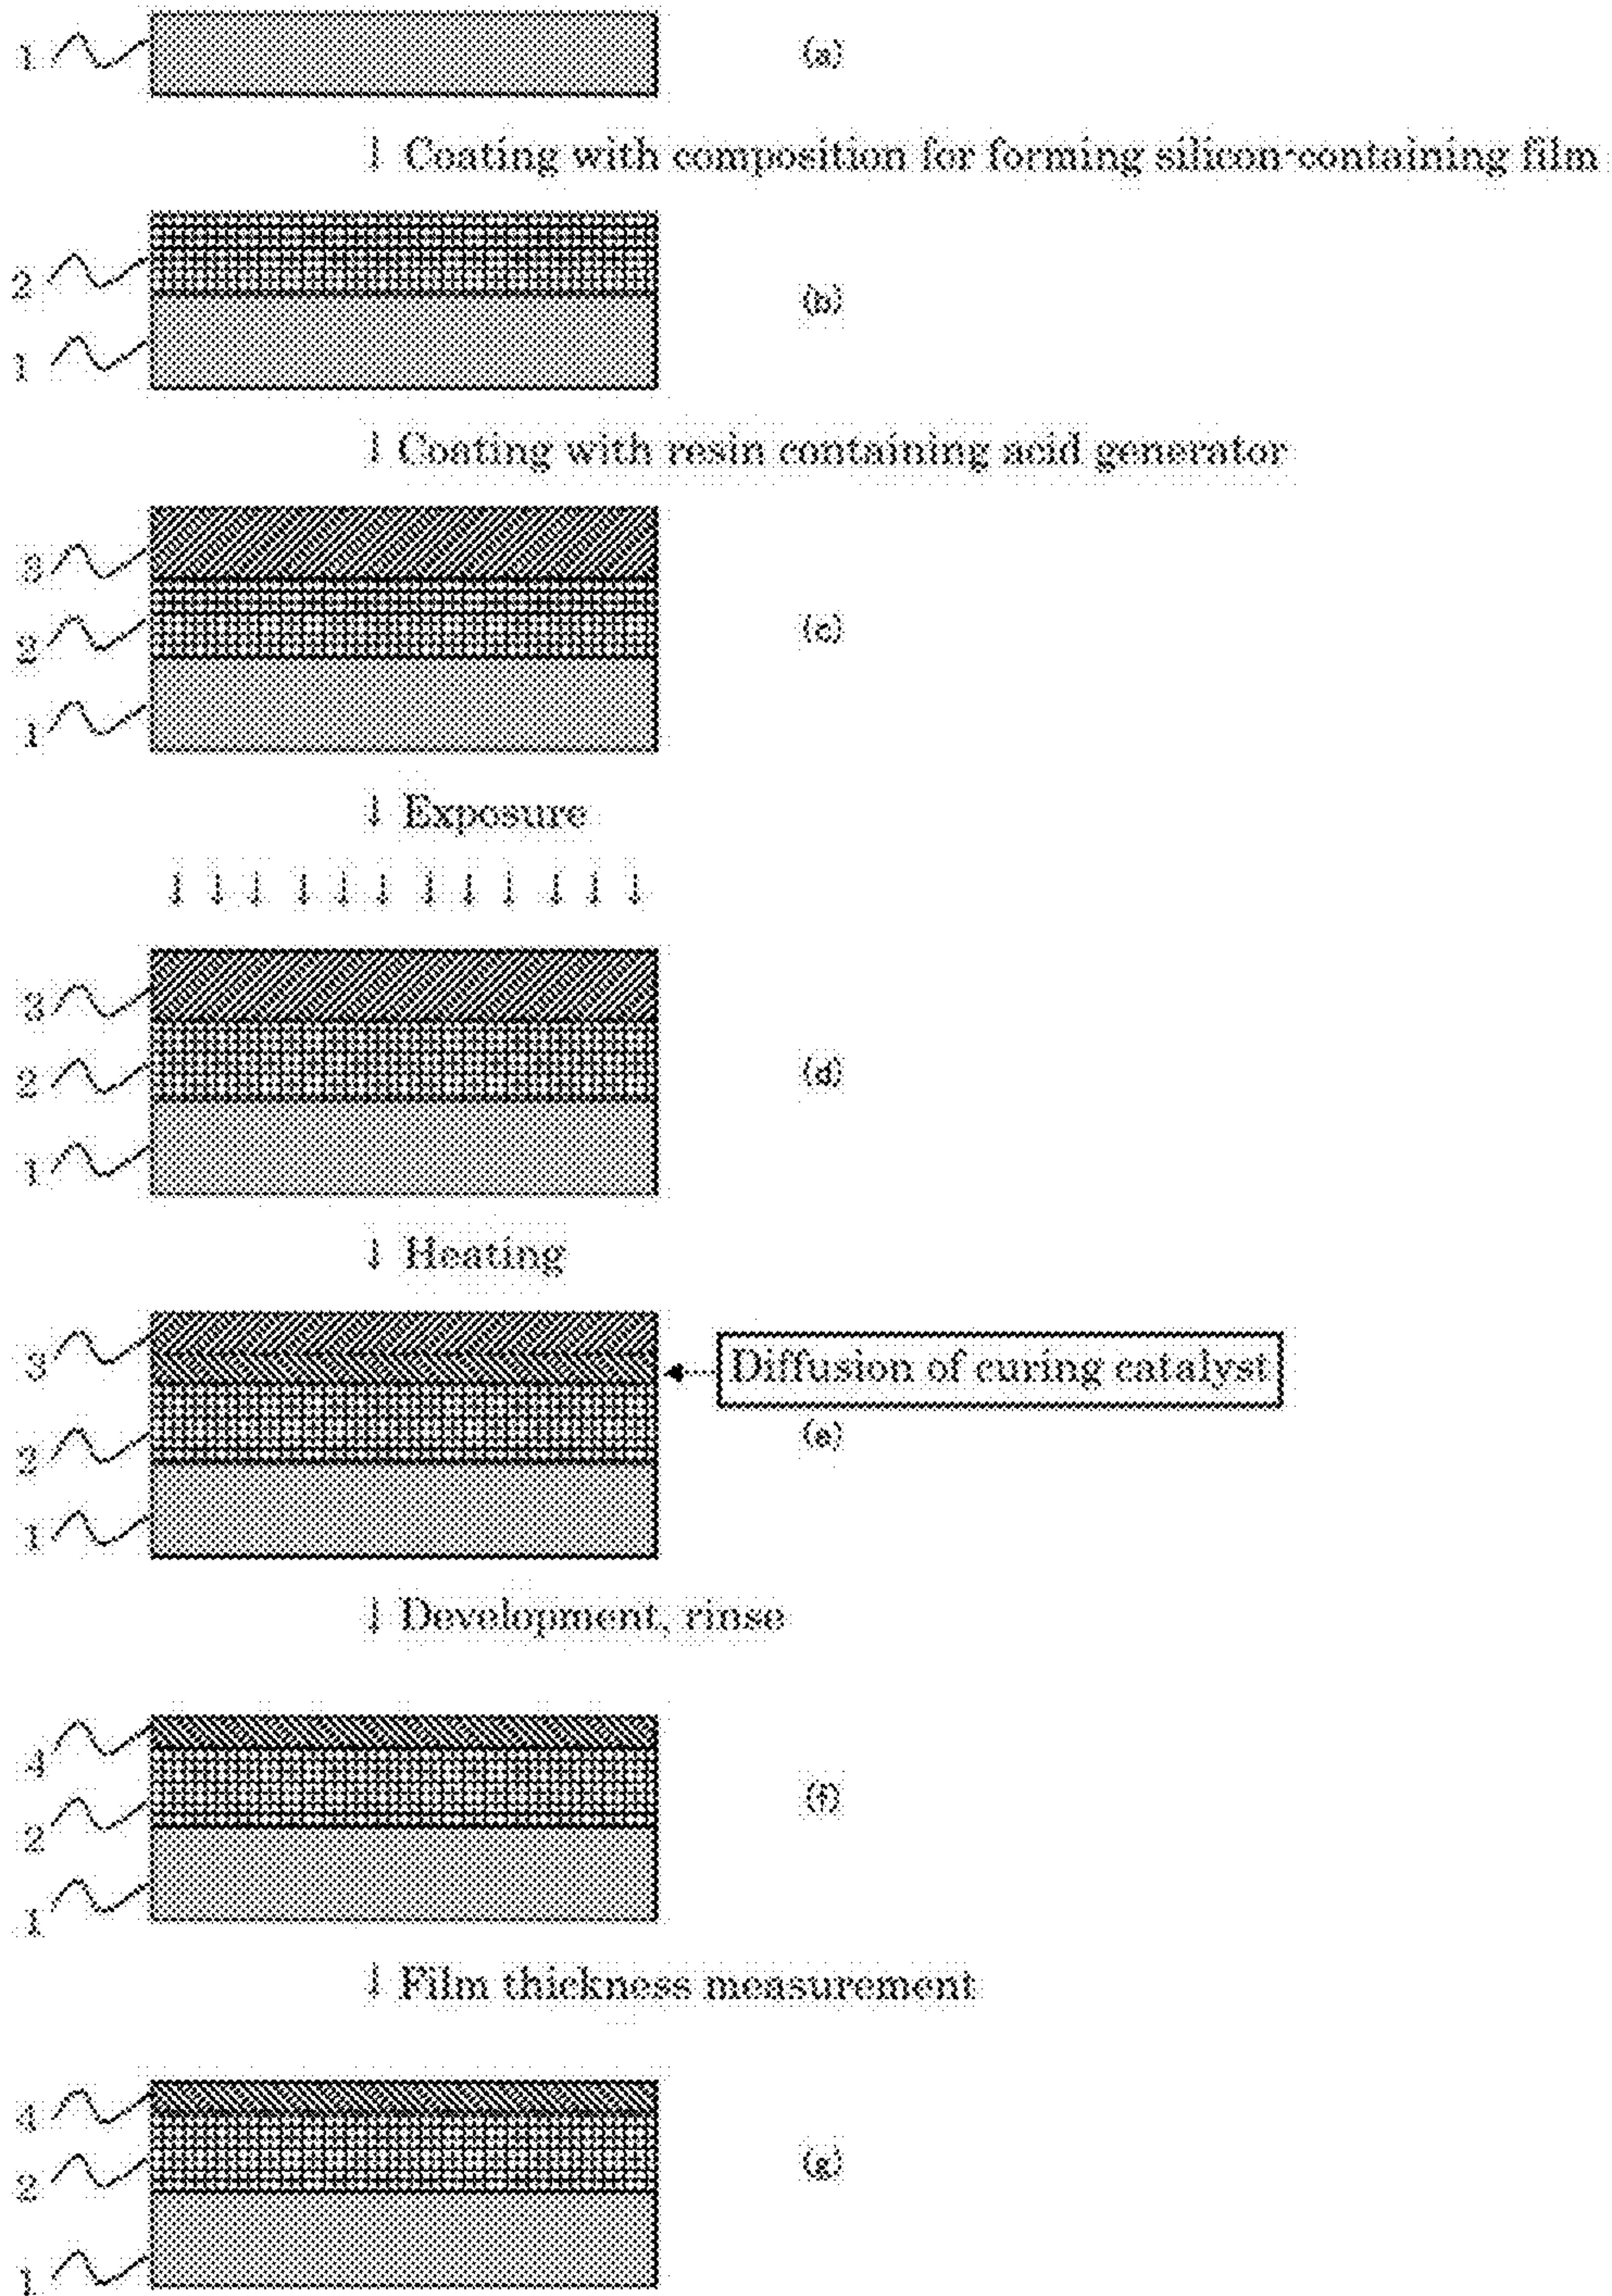 1 (a)
↓ Coating with composition for forming silicon-containing film
2
(b)
1
↓ Coating with resin containing acid generator
3
2 (c)
1
↓ Exposure
↓ ↓ ↓ ↓ ↓ ↓ ↓ ↓ ↓ ↓ ↓ ↓
3
2 (d)
1
↓ Heating
3 Diffusion of curing catalyst
2 (e)
1
↓ Development, rinse
4
2 (f)
1
↓ Film thickness measurement
4
2 (g)
1